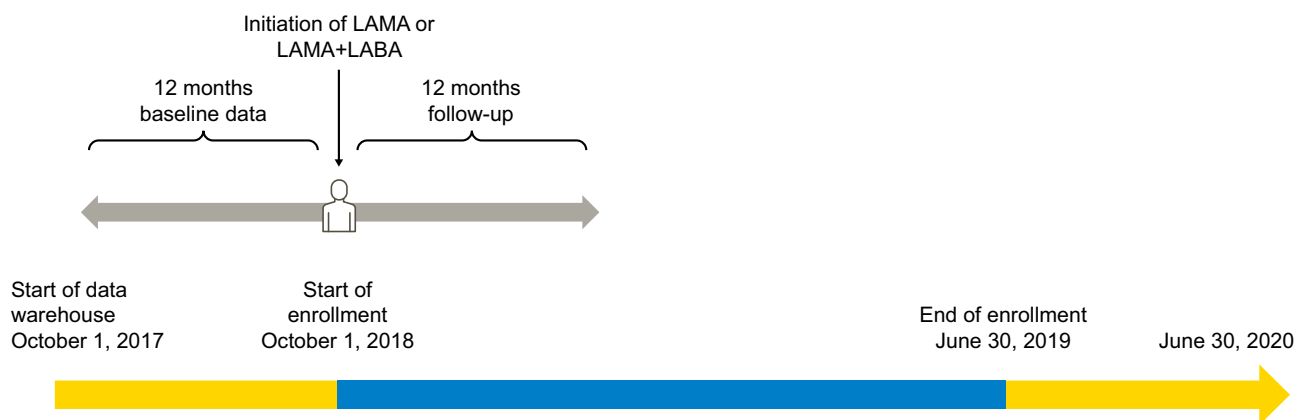 Initiation of LAMA or
LAMA+LABA
12 months
baseline data
12 months
follow-up
Start of data
warehouse
October 1, 2017
Start of
enrollment
October 1, 2018
End of enrollment
June 30, 2019
June 30, 2020